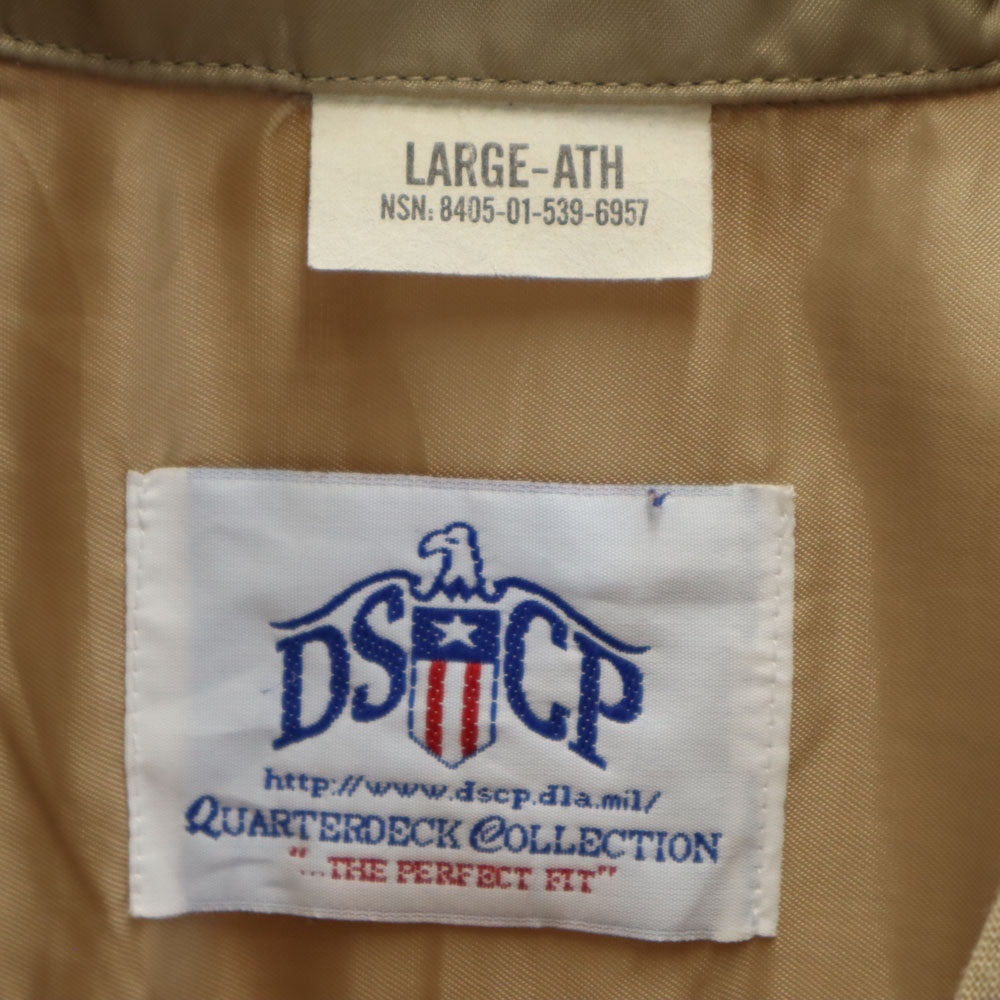 LARGE-ATH
NSN: 8405-01-539-6957
DSCP
http://www.dscp.dla.mil/
QUARTERDECK COLLECTION
"...THE PERFECT FIT"